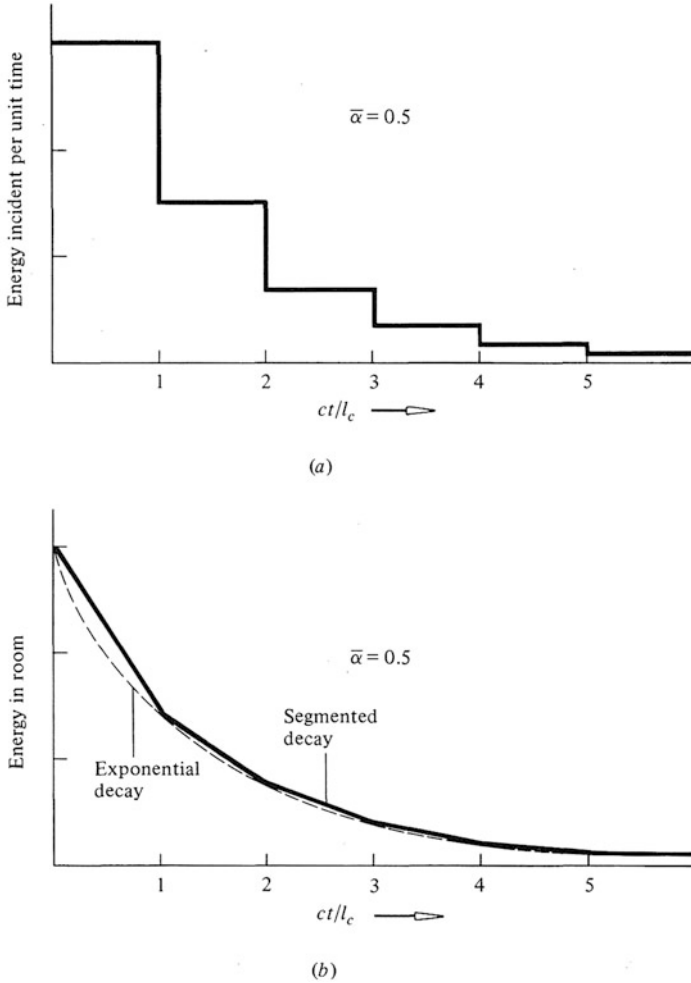 Energy incident per unit time
ᾱ = 0.5
1 2 3 4 5
ct/l_c
(a)
Energy in room
ᾱ = 0.5
Segmented
decay
Exponential
decay
1 2 3 4 5
ct/l_c
(b)